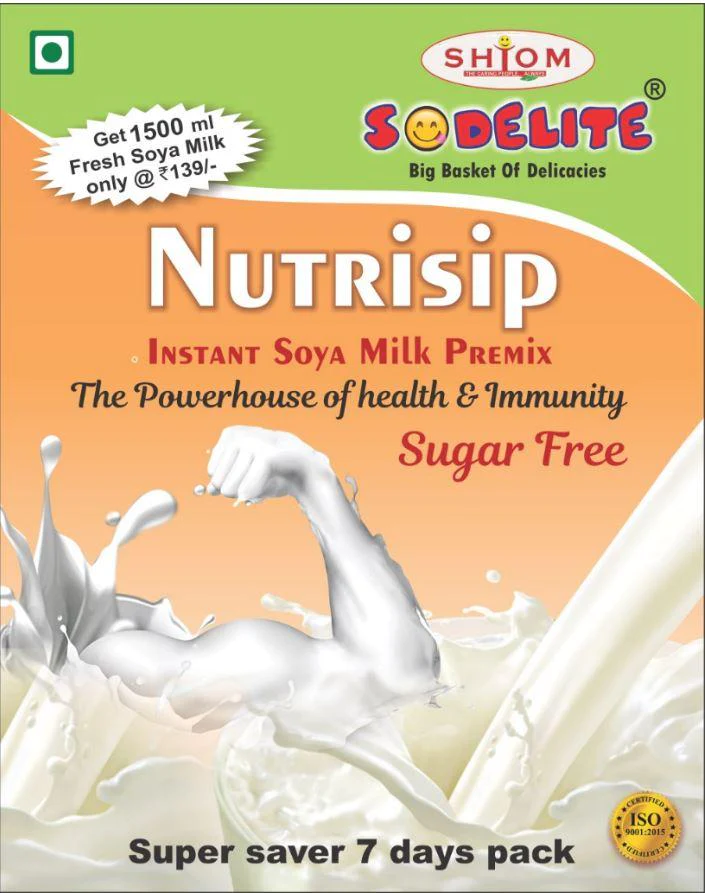 SHIOM
THE CARING PEOPLE... ALWAYS
SODELITE®
Big Basket Of Delicacies
Get 1500 ml
Fresh Soya Milk
only @ ₹139/-
NUTRISIP
INSTANT SOYA MILK PREMIX
The Powerhouse of health & Immunity
Sugar Free
CERTIFIED
ISO
9001:2015
CERTIFIED
Super saver 7 days pack